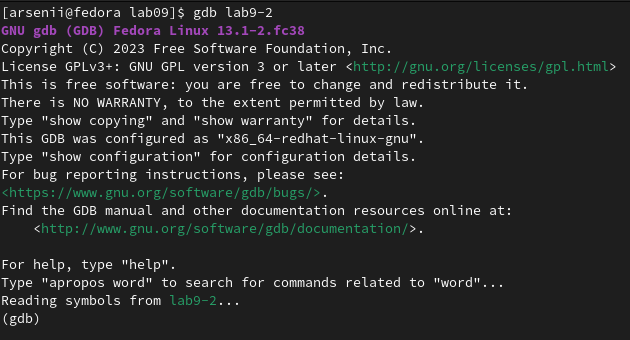 [arsenii@fedora lab09]$ gdb lab9-2
GNU gdb (GDB) Fedora Linux 13.1-2.fc38
Copyright (C) 2023 Free Software Foundation, Inc.
License GPLv3+: GNU GPL version 3 or later <http://gnu.org/licenses/gpl.html>
This is free software: you are free to change and redistribute it.
There is NO WARRANTY, to the extent permitted by law.
Type "show copying" and "show warranty" for details.
This GDB was configured as "x86_64-redhat-linux-gnu".
Type "show configuration" for configuration details.
For bug reporting instructions, please see:
<https://www.gnu.org/software/gdb/bugs/>.
Find the GDB manual and other documentation resources online at:
    <http://www.gnu.org/software/gdb/documentation/>.

For help, type "help".
Type "apropos word" to search for commands related to "word"...
Reading symbols from lab9-2...
(gdb)